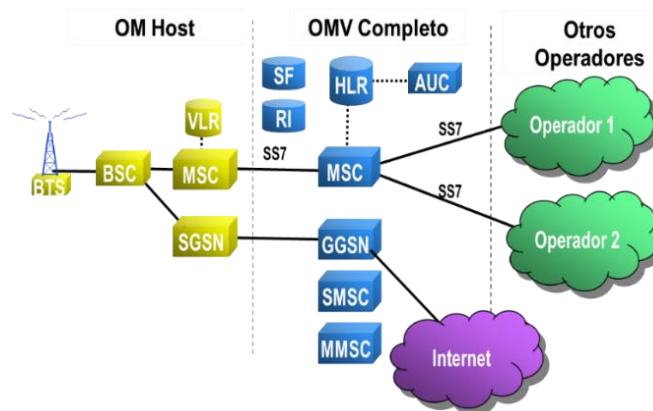 OM Host
OMV Completo
Otros
Operadores
SF
HLR
AUC
RI
VLR
SS7
Operador 1
BTS
BSC
MSC
SS7
MSC
SS7
Operador 2
SGSN
GGSN
SMSC
MMSC
Internet